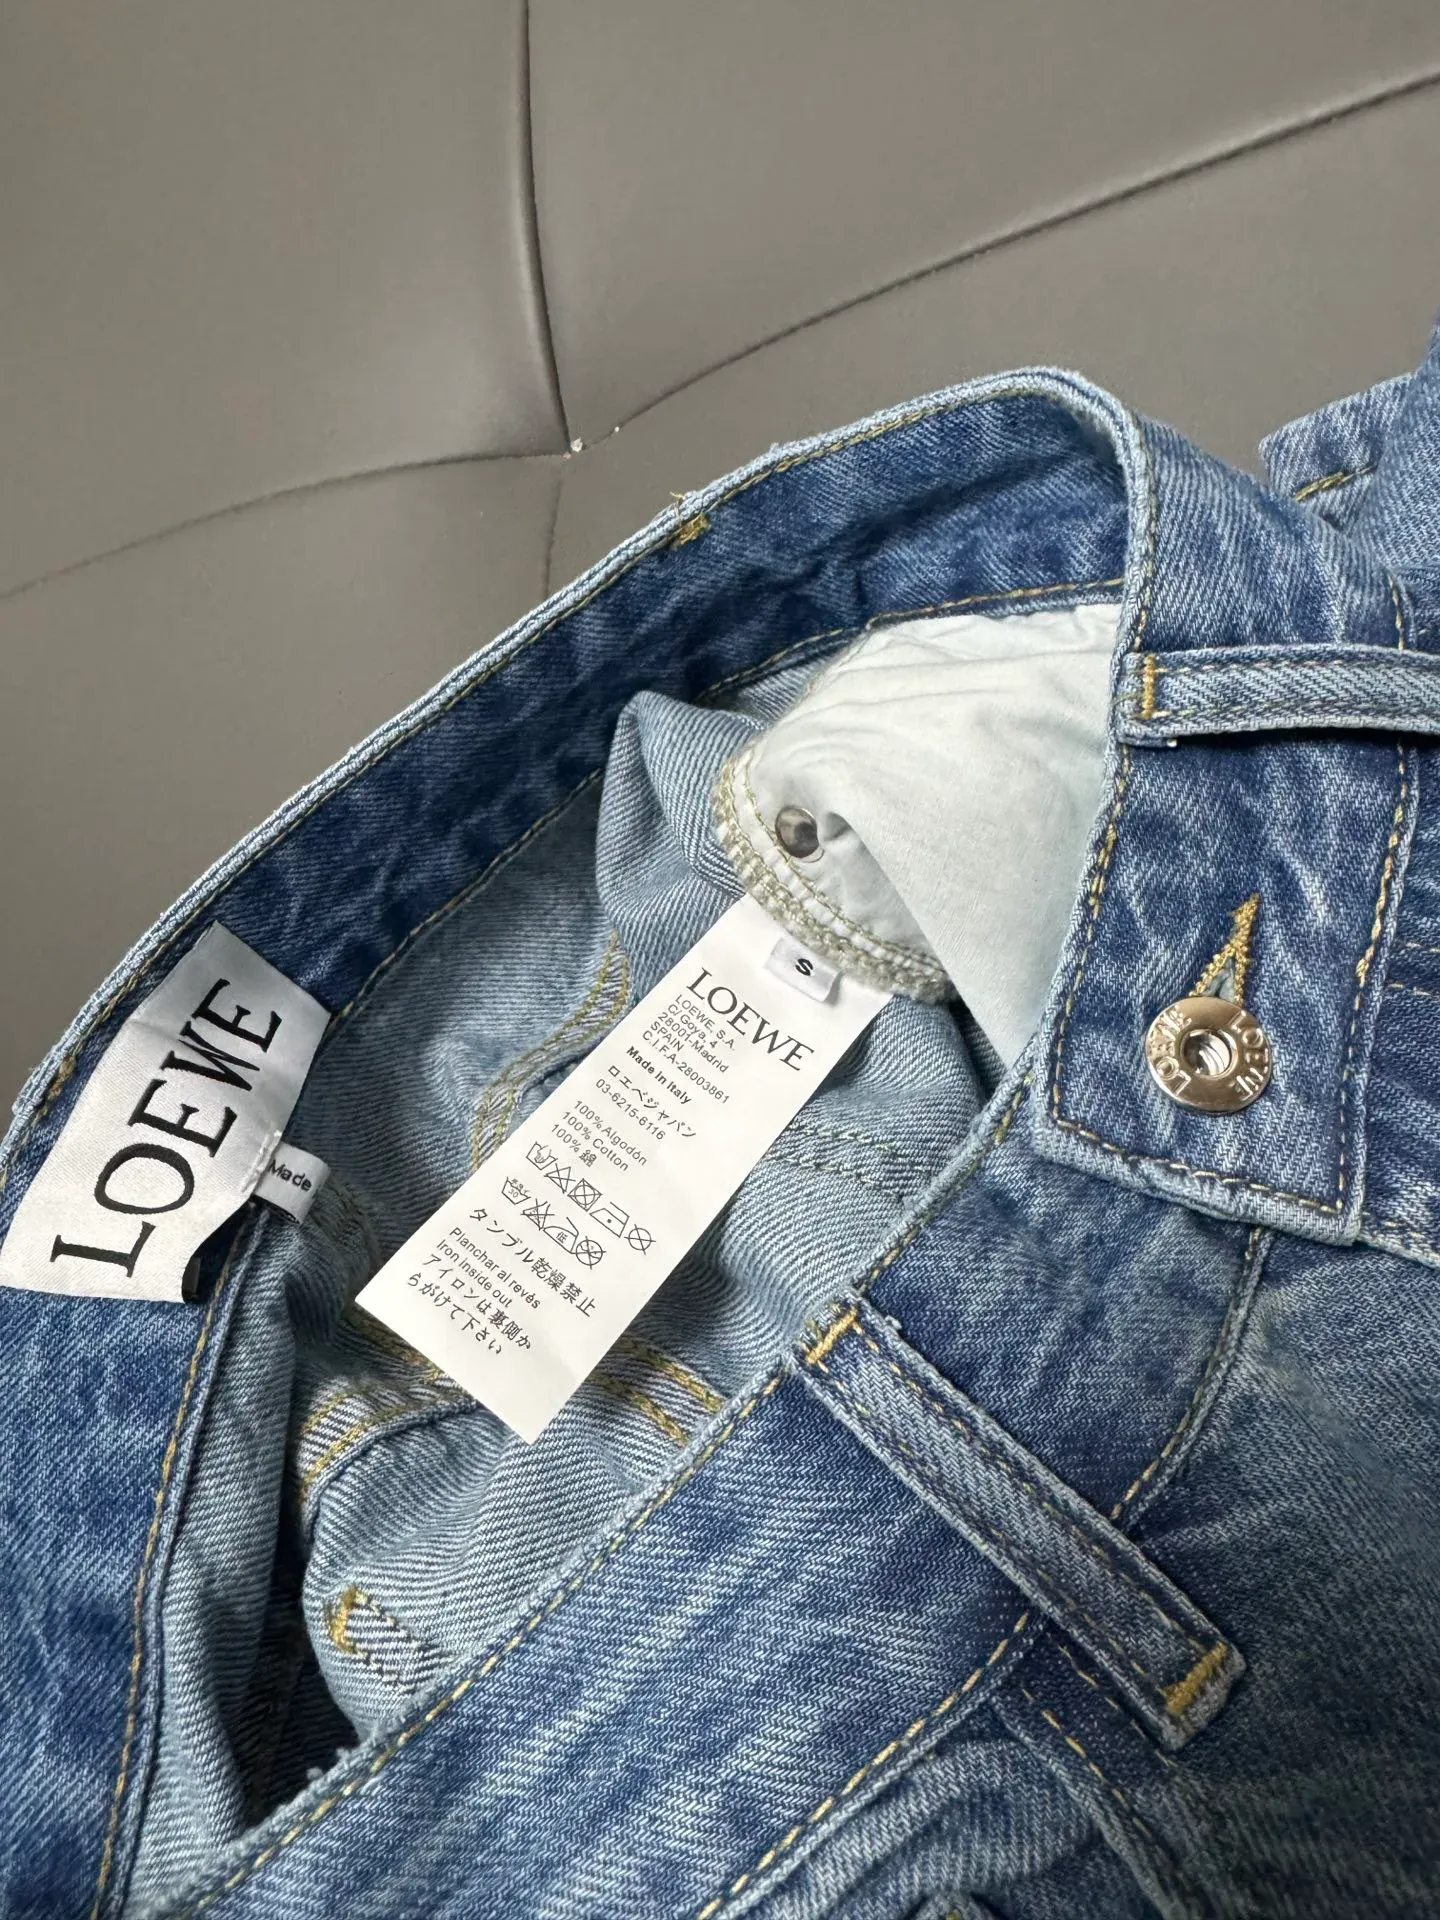 LOEWE
Made
S
LOEWE
LOEWE, S.A.
C/ Goya, 4
28001-Madrid
SPAIN
C.I.F.A-28003861
Made in Italy
ロエベジャパン
03-6215-6116
100% Algodón
100% Cotton
100% 錦
タンブル乾燥禁止
Planchar al revés
Iron inside out
アイロンは裏側か
らがけて下さい
LOEWE
LOEWE